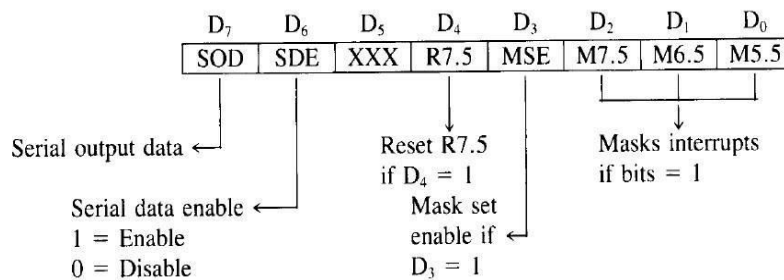 D₇ D₆ D₅ D₄ D₃ D₂ D₁ D₀
SOD SDE XXX R7.5 MSE M7.5 M6.5 M5.5
Serial output data
Reset R7.5
if D₄ = 1
Masks interrupts
if bits = 1
Serial data enable
1 = Enable
0 = Disable
Mask set
enable if
D₃ = 1